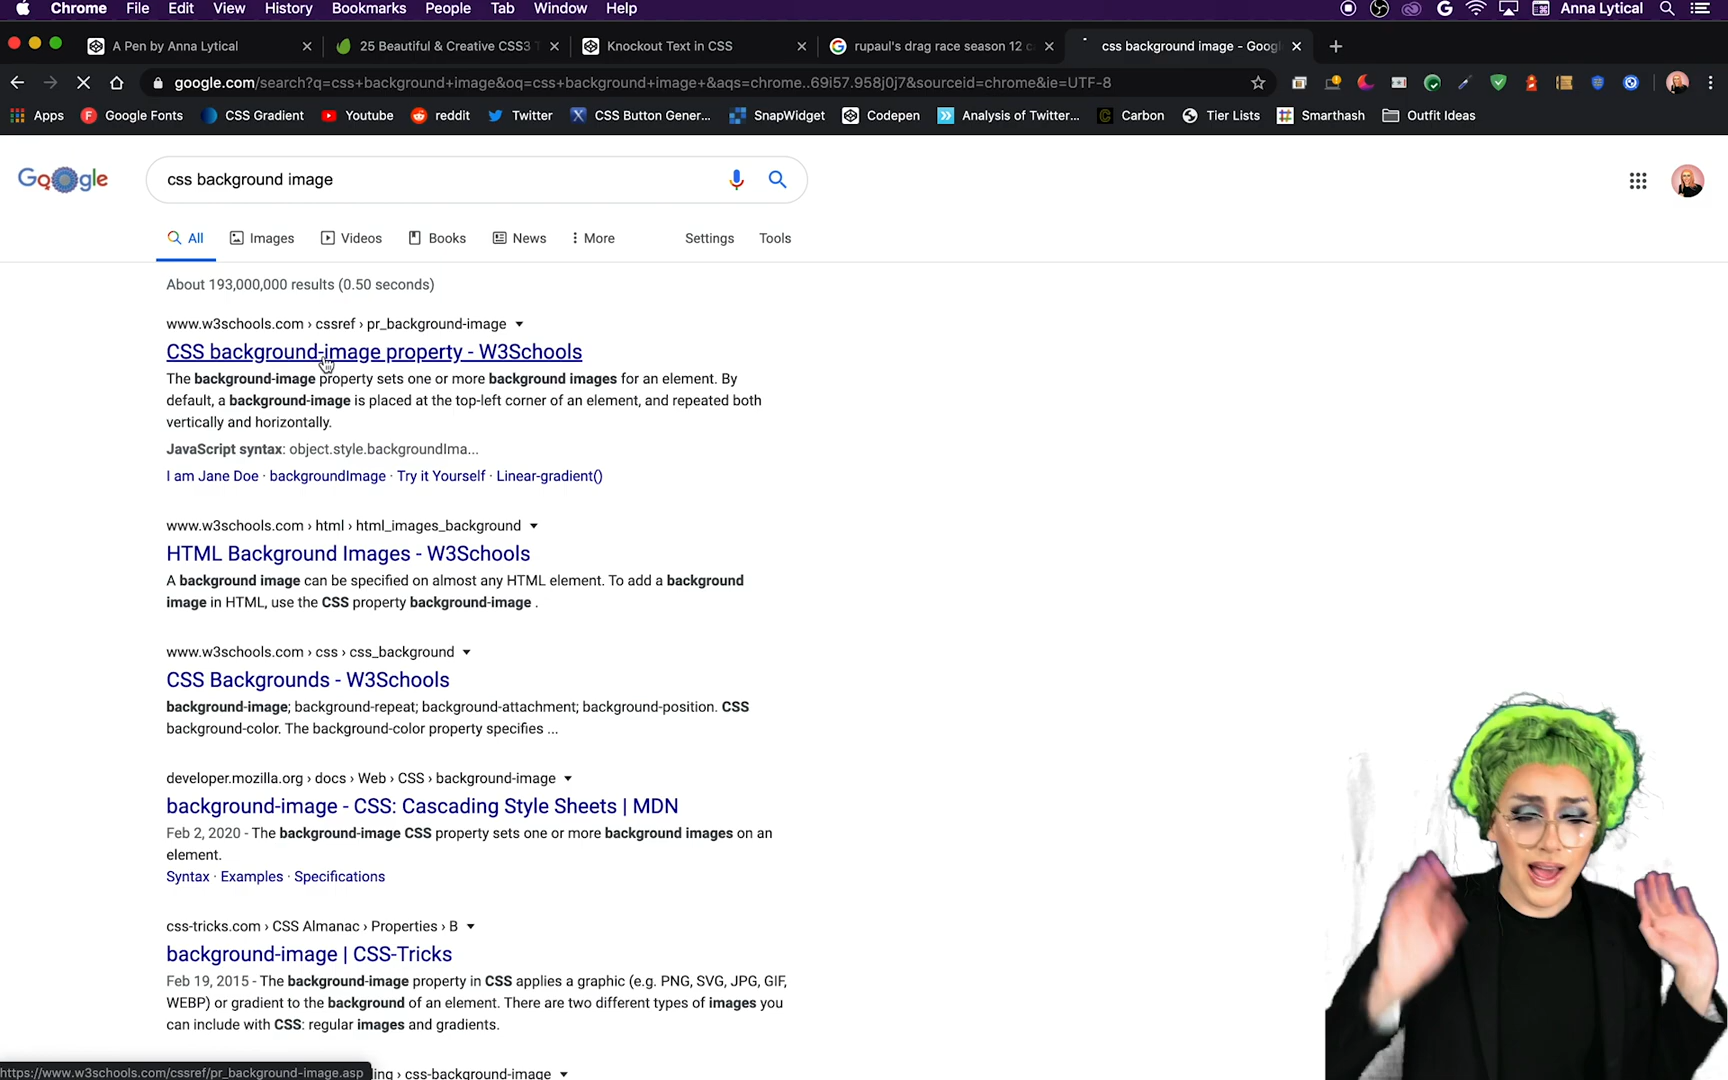 Chrome File Edit View History Bookmarks People Tab Window Help Anna Lytical
A Pen by Anna Lytical 25 Beautiful & Creative CSS3 T Knockout Text in CSS rupaul's drag race season 12 c css background image - Googl
google.com/search?q=css+background+image&oq=css+background+image+&aqs=chrome..69i57.958j0j7&sourceid=chrome&ie=UTF-8
Apps Google Fonts CSS Gradient Youtube reddit Twitter CSS Button Gener... SnapWidget Codepen Analysis of Twitter... Carbon Tier Lists Smarthash Outfit Ideas
Google css background image
All Images Videos Books News More Settings Tools
About 193,000,000 results (0.50 seconds)
www.w3schools.com › cssref › pr_background-image
CSS background-image property - W3Schools
The background-image property sets one or more background images for an element. By
default, a background-image is placed at the top-left corner of an element, and repeated both
vertically and horizontally.
JavaScript syntax: object.style.backgroundIma...
I am Jane Doe · backgroundImage · Try it Yourself · Linear-gradient()
www.w3schools.com › html › html_images_background
HTML Background Images - W3Schools
A background image can be specified on almost any HTML element. To add a background
image in HTML, use the CSS property background-image .
www.w3schools.com › css › css_background
CSS Backgrounds - W3Schools
background-image; background-repeat; background-attachment; background-position. CSS
background-color. The background-color property specifies ...
developer.mozilla.org › docs › Web › CSS › background-image
background-image - CSS: Cascading Style Sheets | MDN
Feb 2, 2020 - The background-image CSS property sets one or more background images on an
element.
Syntax · Examples · Specifications
css-tricks.com › CSS Almanac › Properties › B
background-image | CSS-Tricks
Feb 19, 2015 - The background-image property in CSS applies a graphic (e.g. PNG, SVG, JPG, GIF,
WEBP) or gradient to the background of an element. There are two different types of images you
can include with CSS: regular images and gradients.
https://www.w3schools.com/cssref/pr_background-image.asp ing › css-background-image